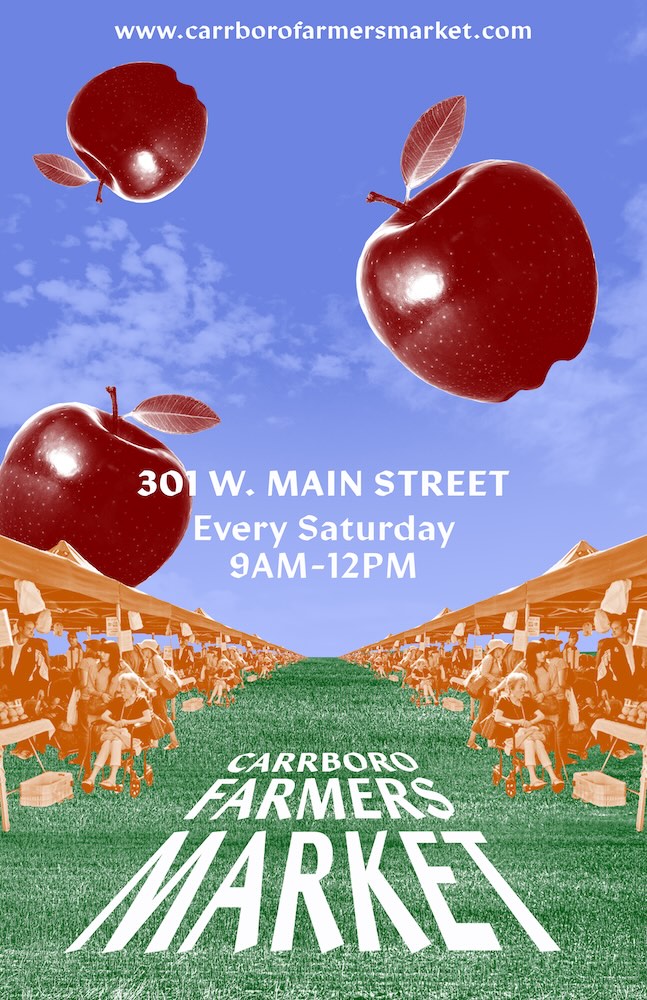 www.carrborofarmersmarket.com
301 W. MAIN STREET
Every Saturday
9AM-12PM
CARRBORO
FARMERS
MARKET